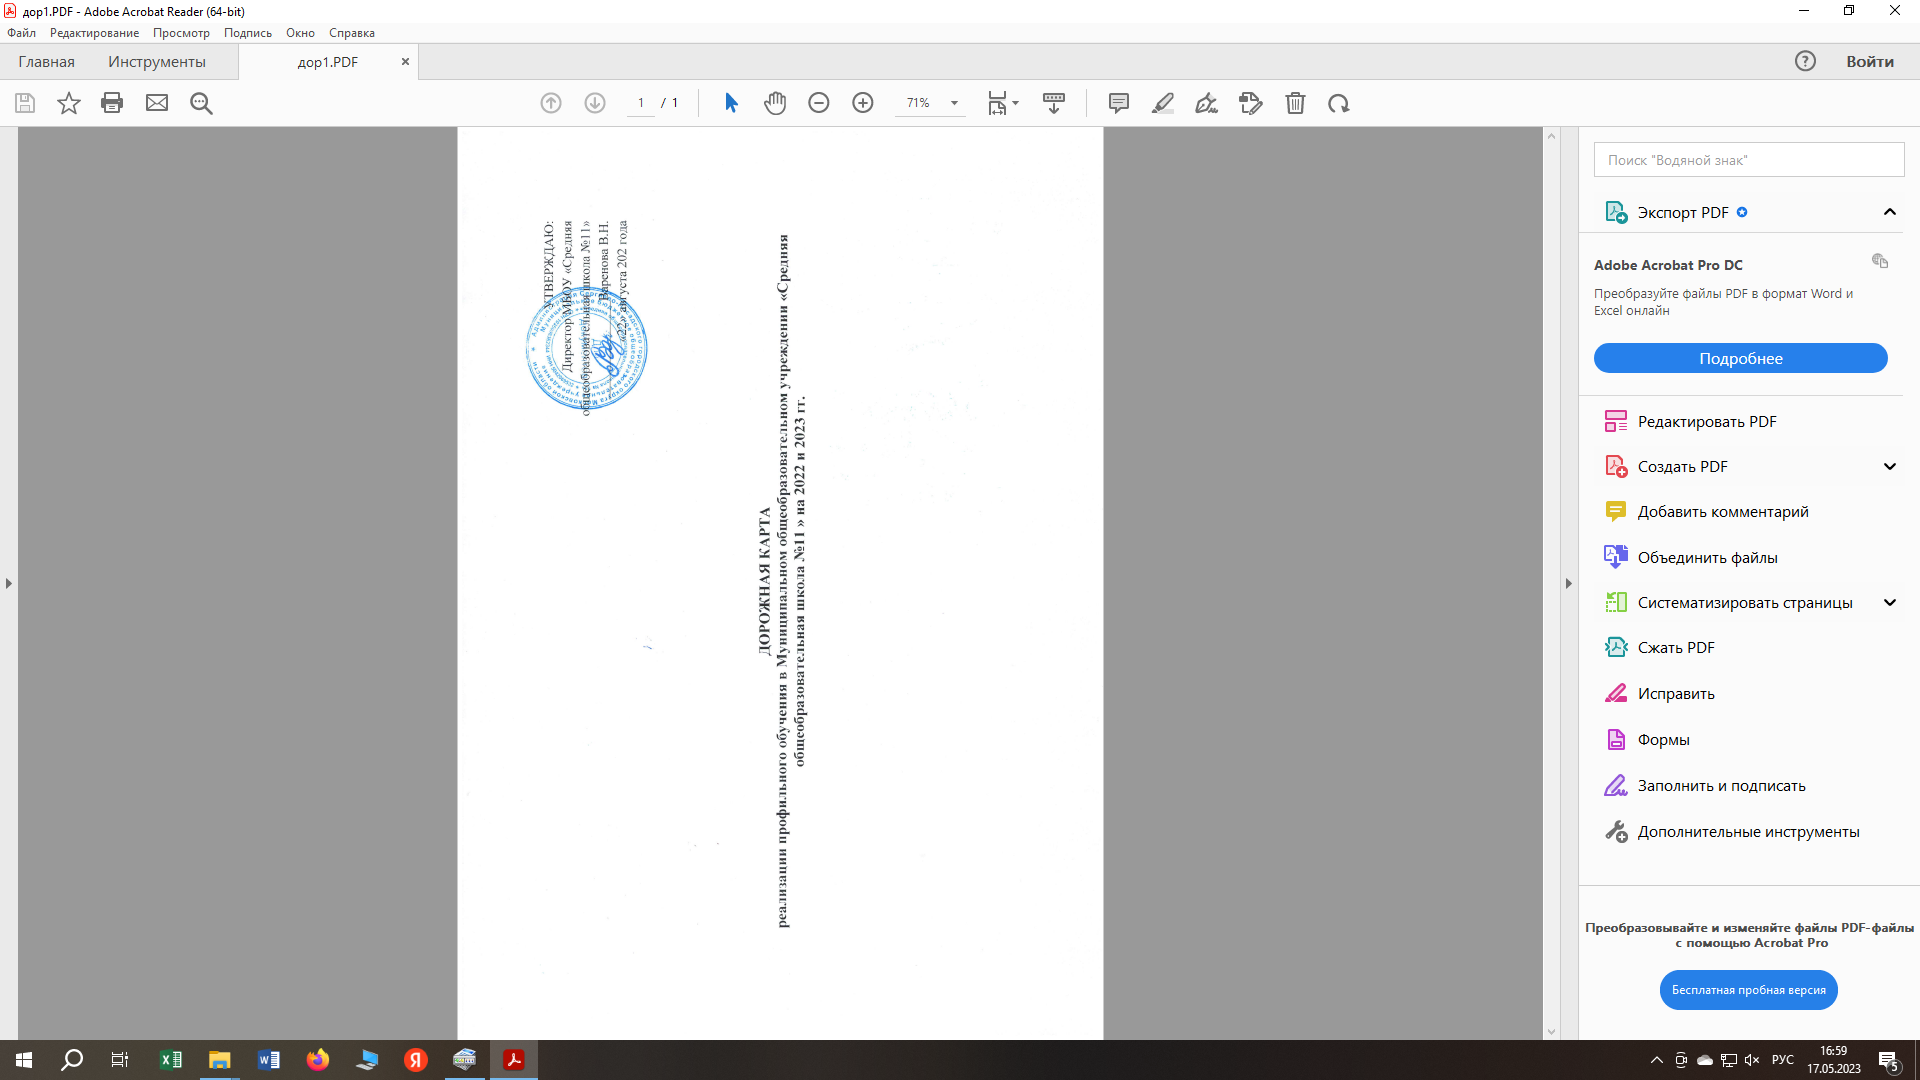 дор1.PDF - Adobe Acrobat Reader (64-bit)
Файл Редактирование Просмотр Подпись Окно Справка
Главная Инструменты дор1.PDF Войти
1 / 1 71%
УТВЕРЖДАЮ:
Директор МБОУ «Средняя
общеобразовательная школа №11»
Варенова В.Н.
«22» августа 202 года
ДОРОЖНАЯ КАРТА
реализации профильного обучения в Муниципальном общеобразовательном учреждении «Средняя
общеобразовательная школа №11 » на 2022 и 2023 гг.
Поиск "Водяной знак"
Экспорт PDF
Adobe Acrobat Pro DC
Преобразуйте файлы PDF в формат Word и
Excel онлайн
Подробнее
Редактировать PDF
Создать PDF
Добавить комментарий
Объединить файлы
Систематизировать страницы
Сжать PDF
Исправить
Формы
Заполнить и подписать
Дополнительные инструменты
Преобразовывайте и изменяйте файлы PDF-файлы
с помощью Acrobat Pro
Бесплатная пробная версия
РУС
16:59
17.05.2023
5